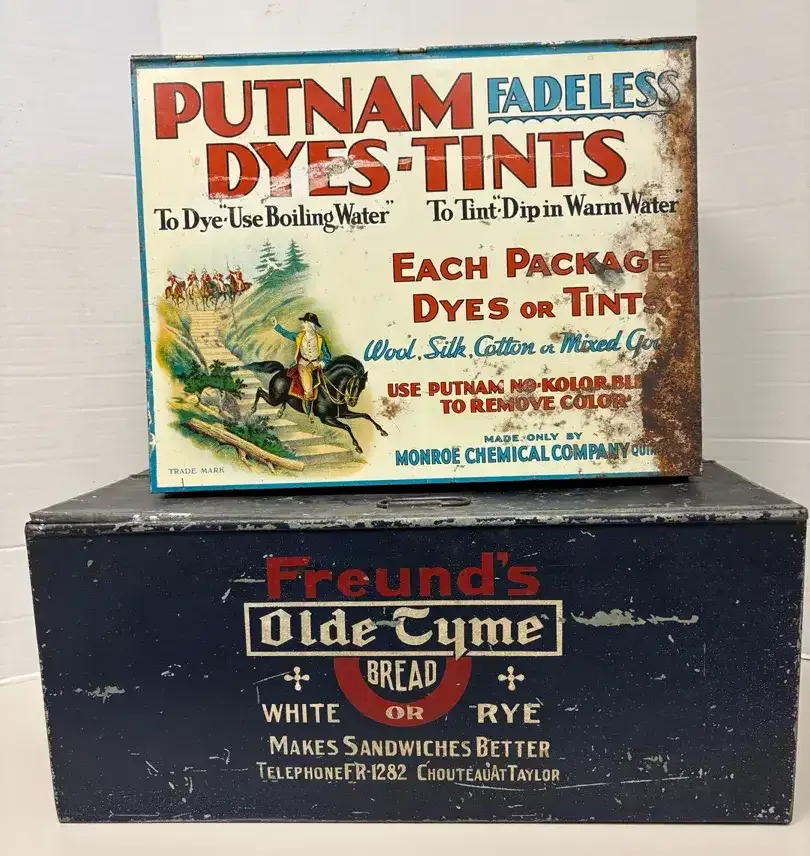 PUTNAM FADELESS
DYES-TINTS
To Dye "Use Boiling Water" To Tint "Dip in Warm Water"
EACH PACKAGE
DYES OR TINTS
Wool, Silk, Cotton or Mixed
USE PUTNAM NO-KOLOR
TO REMOVE COLOR
MADE ONLY BY
MONROE CHEMICAL COMPANY
TRADE MARK
Freund's
Olde Tyme
BREAD
WHITE OR RYE
MAKES SANDWICHES BETTER
TELEPHONE FR-1282 CHOUTEAU AT TAYLOR